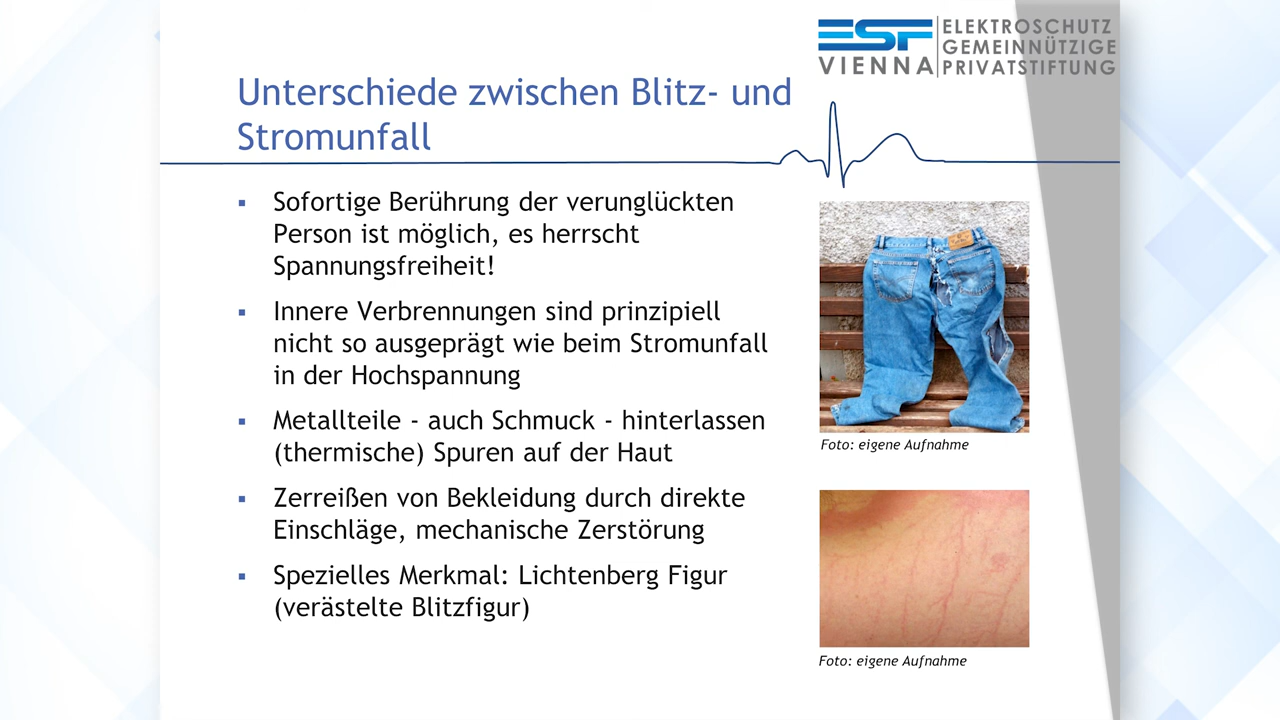 ESF
VIENNA
ELEKTROSCHUTZ
GEMEINNÜTZIGE
PRIVATSTIFTUNG
Unterschiede zwischen Blitz- und
Stromunfall
▪ Sofortige Berührung der verunglückten
Person ist möglich, es herrscht
Spannungsfreiheit!
▪ Innere Verbrennungen sind prinzipiell
nicht so ausgeprägt wie beim Stromunfall
in der Hochspannung
▪ Metallteile - auch Schmuck - hinterlassen
(thermische) Spuren auf der Haut
▪ Zerreißen von Bekleidung durch direkte
Einschläge, mechanische Zerstörung
▪ Spezielles Merkmal: Lichtenberg Figur
(verästelte Blitzfigur)
Foto: eigene Aufnahme
Foto: eigene Aufnahme